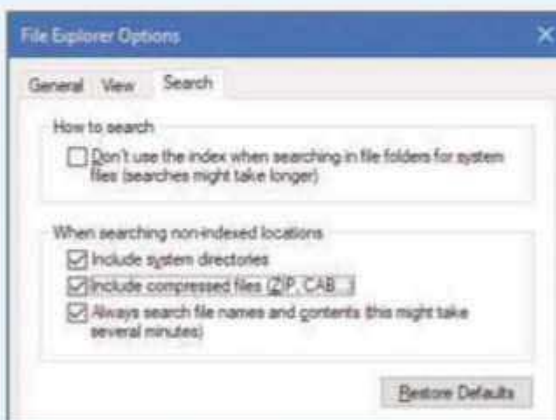 File Explorer Options
General View Search
How to search
Don't use the index when searching in file folders for system
files (searches might take longer)
When searching non-indexed locations
Include system directories
Include compressed files (ZIP, CAB...)
Always search file names and contents (this might take
several minutes)
Restore Defaults